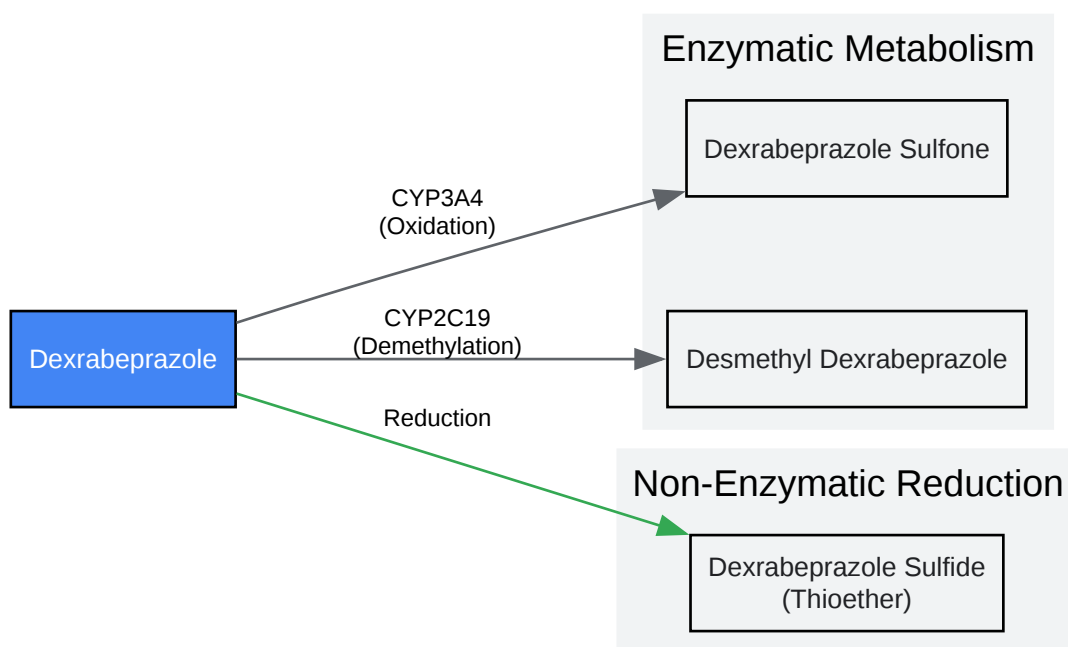 Enzymatic Metabolism
Dexrabeprazole Sulfone
CYP3A4
(Oxidation)
CYP2C19
(Demethylation)
Dexrabeprazole
Desmethyl Dexrabeprazole
Reduction
Non-Enzymatic Reduction
Dexrabeprazole Sulfide
(Thioether)